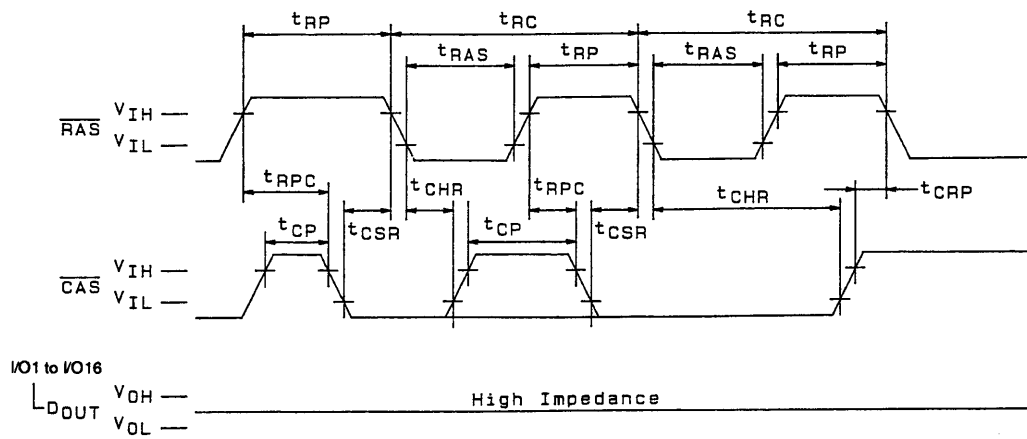 tRP tRC tRC
tRAS tRP tRAS tRP
RAS VIH
VIL
tRPC tCHR tRPC tCHR tCRP
tCP tCSR tCP tCSR
CAS VIH
VIL
I/O1 to I/O16
DOUT VOH High Impedance
VOL